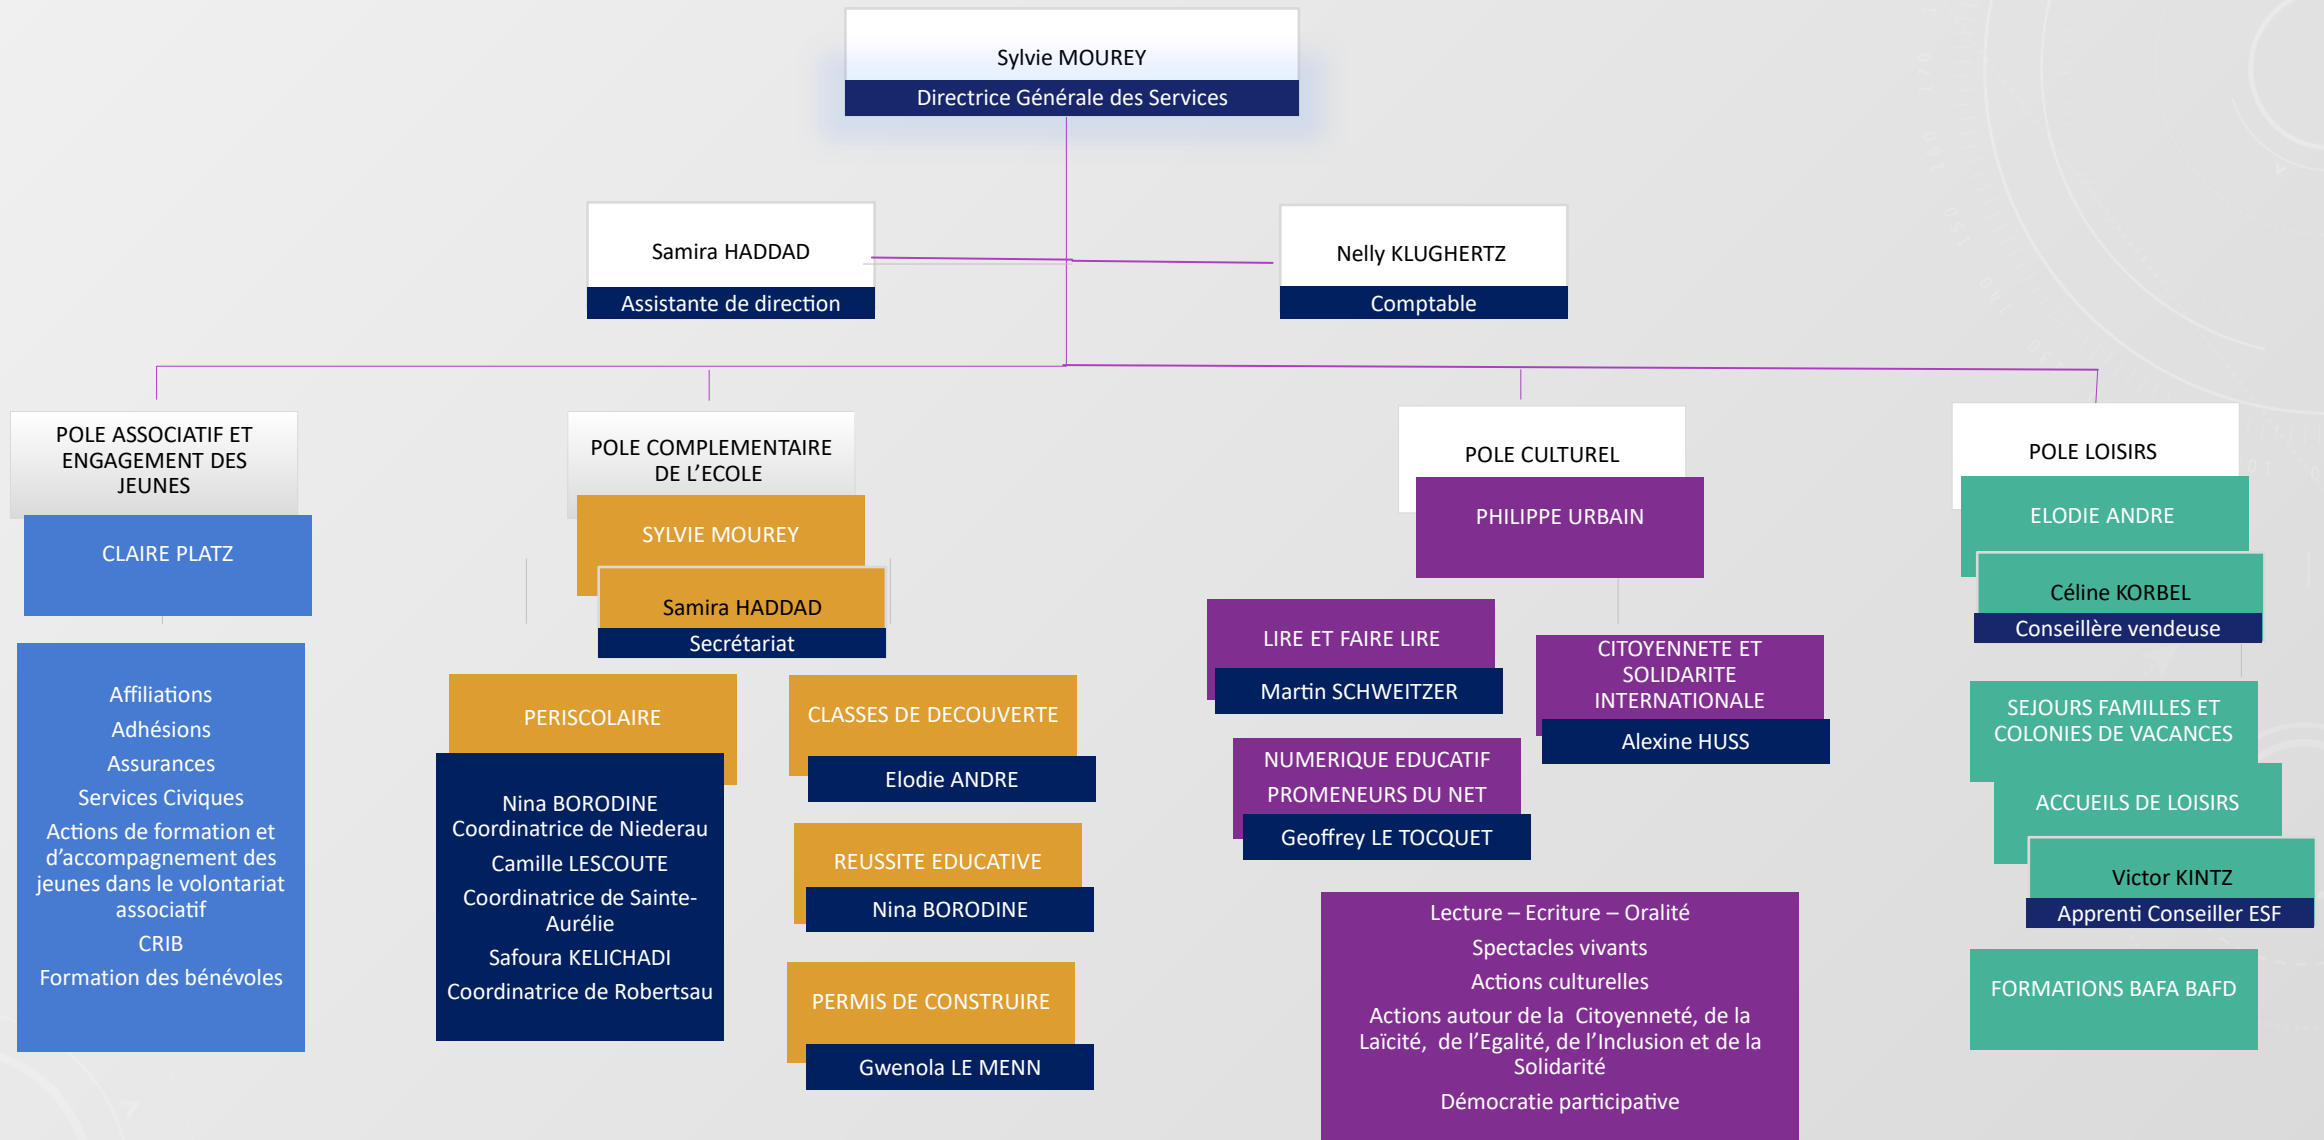 Sylvie MOUREY
Directrice Générale des Services
Samira HADDAD
Assistante de direction
Nelly KLUGHERTZ
Comptable
POLE ASSOCIATIF ET
ENGAGEMENT DES
JEUNES
CLAIRE PLATZ
Affiliations
Adhésions
Assurances
Services Civiques
Actions de formation et
d’accompagnement des
jeunes dans le volontariat
associatif
CRIB
Formation des bénévoles
POLE COMPLEMENTAIRE
DE L’ECOLE
SYLVIE MOUREY
Samira HADDAD
Secrétariat
PERISCOLAIRE
Nina BORODINE
Coordinatrice de Niederau
Camille LESCOUTE
Coordinatrice de Sainte-
Aurélie
Safoura KELICHADI
Coordinatrice de Robertsau
CLASSES DE DECOUVERTE
Elodie ANDRE
REUSSITE EDUCATIVE
Nina BORODINE
PERMIS DE CONSTRUIRE
Gwenola LE MENN
POLE CULTUREL
PHILIPPE URBAIN
LIRE ET FAIRE LIRE
Martin SCHWEITZER
CITOYENNETE ET
SOLIDARITE
INTERNATIONALE
Alexine HUSS
NUMERIQUE EDUCATIF
PROMENEURS DU NET
Geoffrey LE TOCQUET
Lecture – Ecriture – Oralité
Spectacles vivants
Actions culturelles
Actions autour de la  Citoyenneté, de la
Laïcité,  de l’Egalité, de l’Inclusion et de la
Solidarité
Démocratie participative
POLE LOISIRS
ELODIE ANDRE
Céline KORBEL
Conseillère vendeuse
SEJOURS FAMILLES ET
COLONIES DE VACANCES
ACCUEILS DE LOISIRS
Victor KINTZ
Apprenti Conseiller ESF
FORMATIONS BAFA BAFD